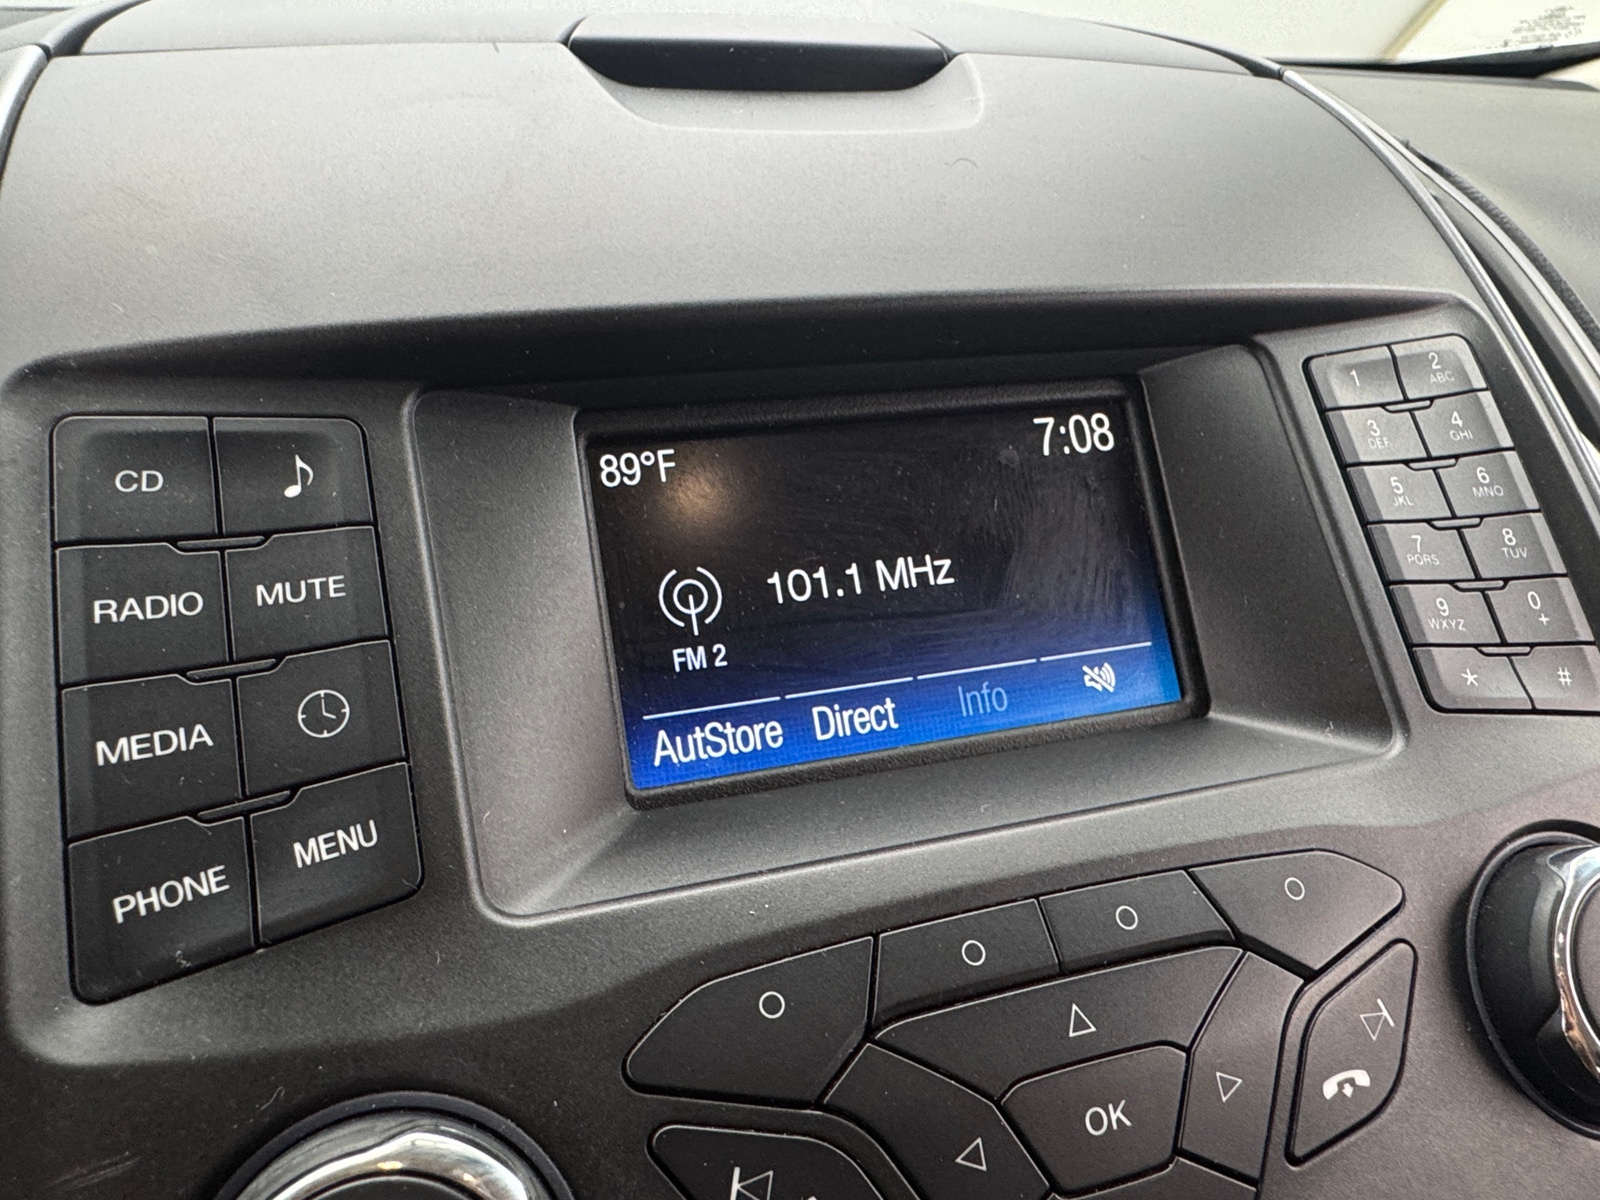 89°F
7:08
101.1 MHz
FM 2
AutStore Direct Info
CD
RADIO MUTE
MEDIA
PHONE MENU
1 2 ABC
3 DEF 4 GHI
5 JKL 6 MNO
7 PQRS 8 TUV
9 WXYZ 0 +
* #
OK